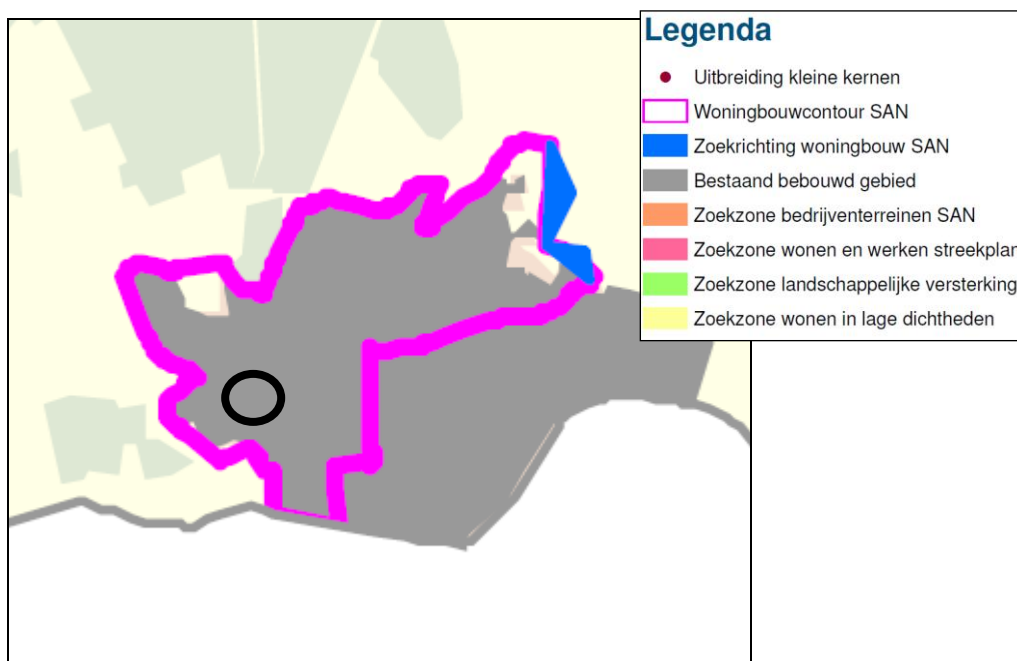 Legenda
Uitbreiding kleine kernen
Woningbouwcontour SAN
Zoekrichting woningbouw SAN
Bestaand bebouwd gebied
Zoekzone bedrijventerreinen SAN
Zoekzone wonen en werken streekplan
Zoekzone landschappelijke versterking
Zoekzone wonen in lage dichtheden